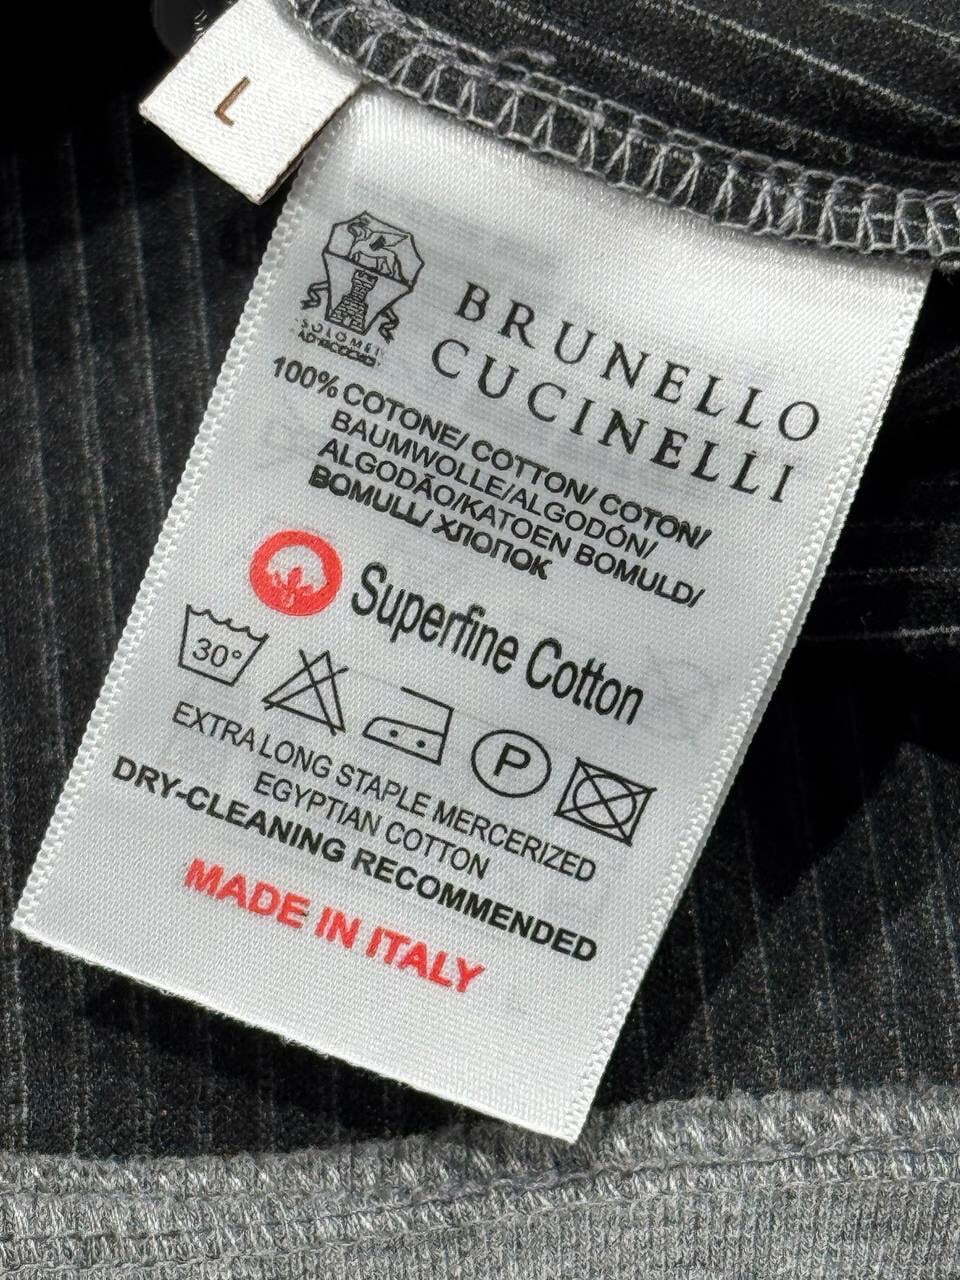 L
BRUNELLO
CUCINELLI
SOLOMEI
100% COTONE/ COTTON/ COTON/
BAUMWOLLE/ALGODÓN/
ALGODÃO/KATOEN BOMULD/
BOMULL/ ХЛОПОК
Superfine Cotton
30°
P
EXTRA LONG STAPLE MERCERIZED
EGYPTIAN COTTON
DRY-CLEANING RECOMMENDED
MADE IN ITALY